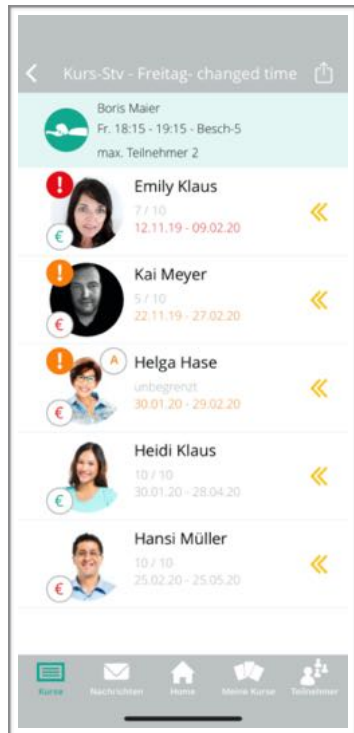 Kurs-Stv - Freitag- changed time
Boris Maier
Fr. 18:15 - 19:15 - Besch-5
max. Teilnehmer 2
!
Emily Klaus
7 / 10
€
12.11.19 - 09.02.20
!
Kai Meyer
5 / 10
€
22.11.19 - 27.02.20
!
A
Helga Hase
unbegrenzt
€
30.01.20 - 29.02.20
Heidi Klaus
10 / 10
€
30.01.20 - 28.04.20
Hansi Müller
10 / 10
€
25.02.20 - 25.05.20
Kurse
Nachrichten
Home
Meine Kurse
Teilnehmer